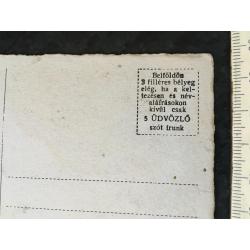 Belföldön
3 filléres bélyeg
elég, ha a kel-
tezésen és név-
aláírásokon
kívül csak
5 ÜDVÖZLŐ
szót írunk